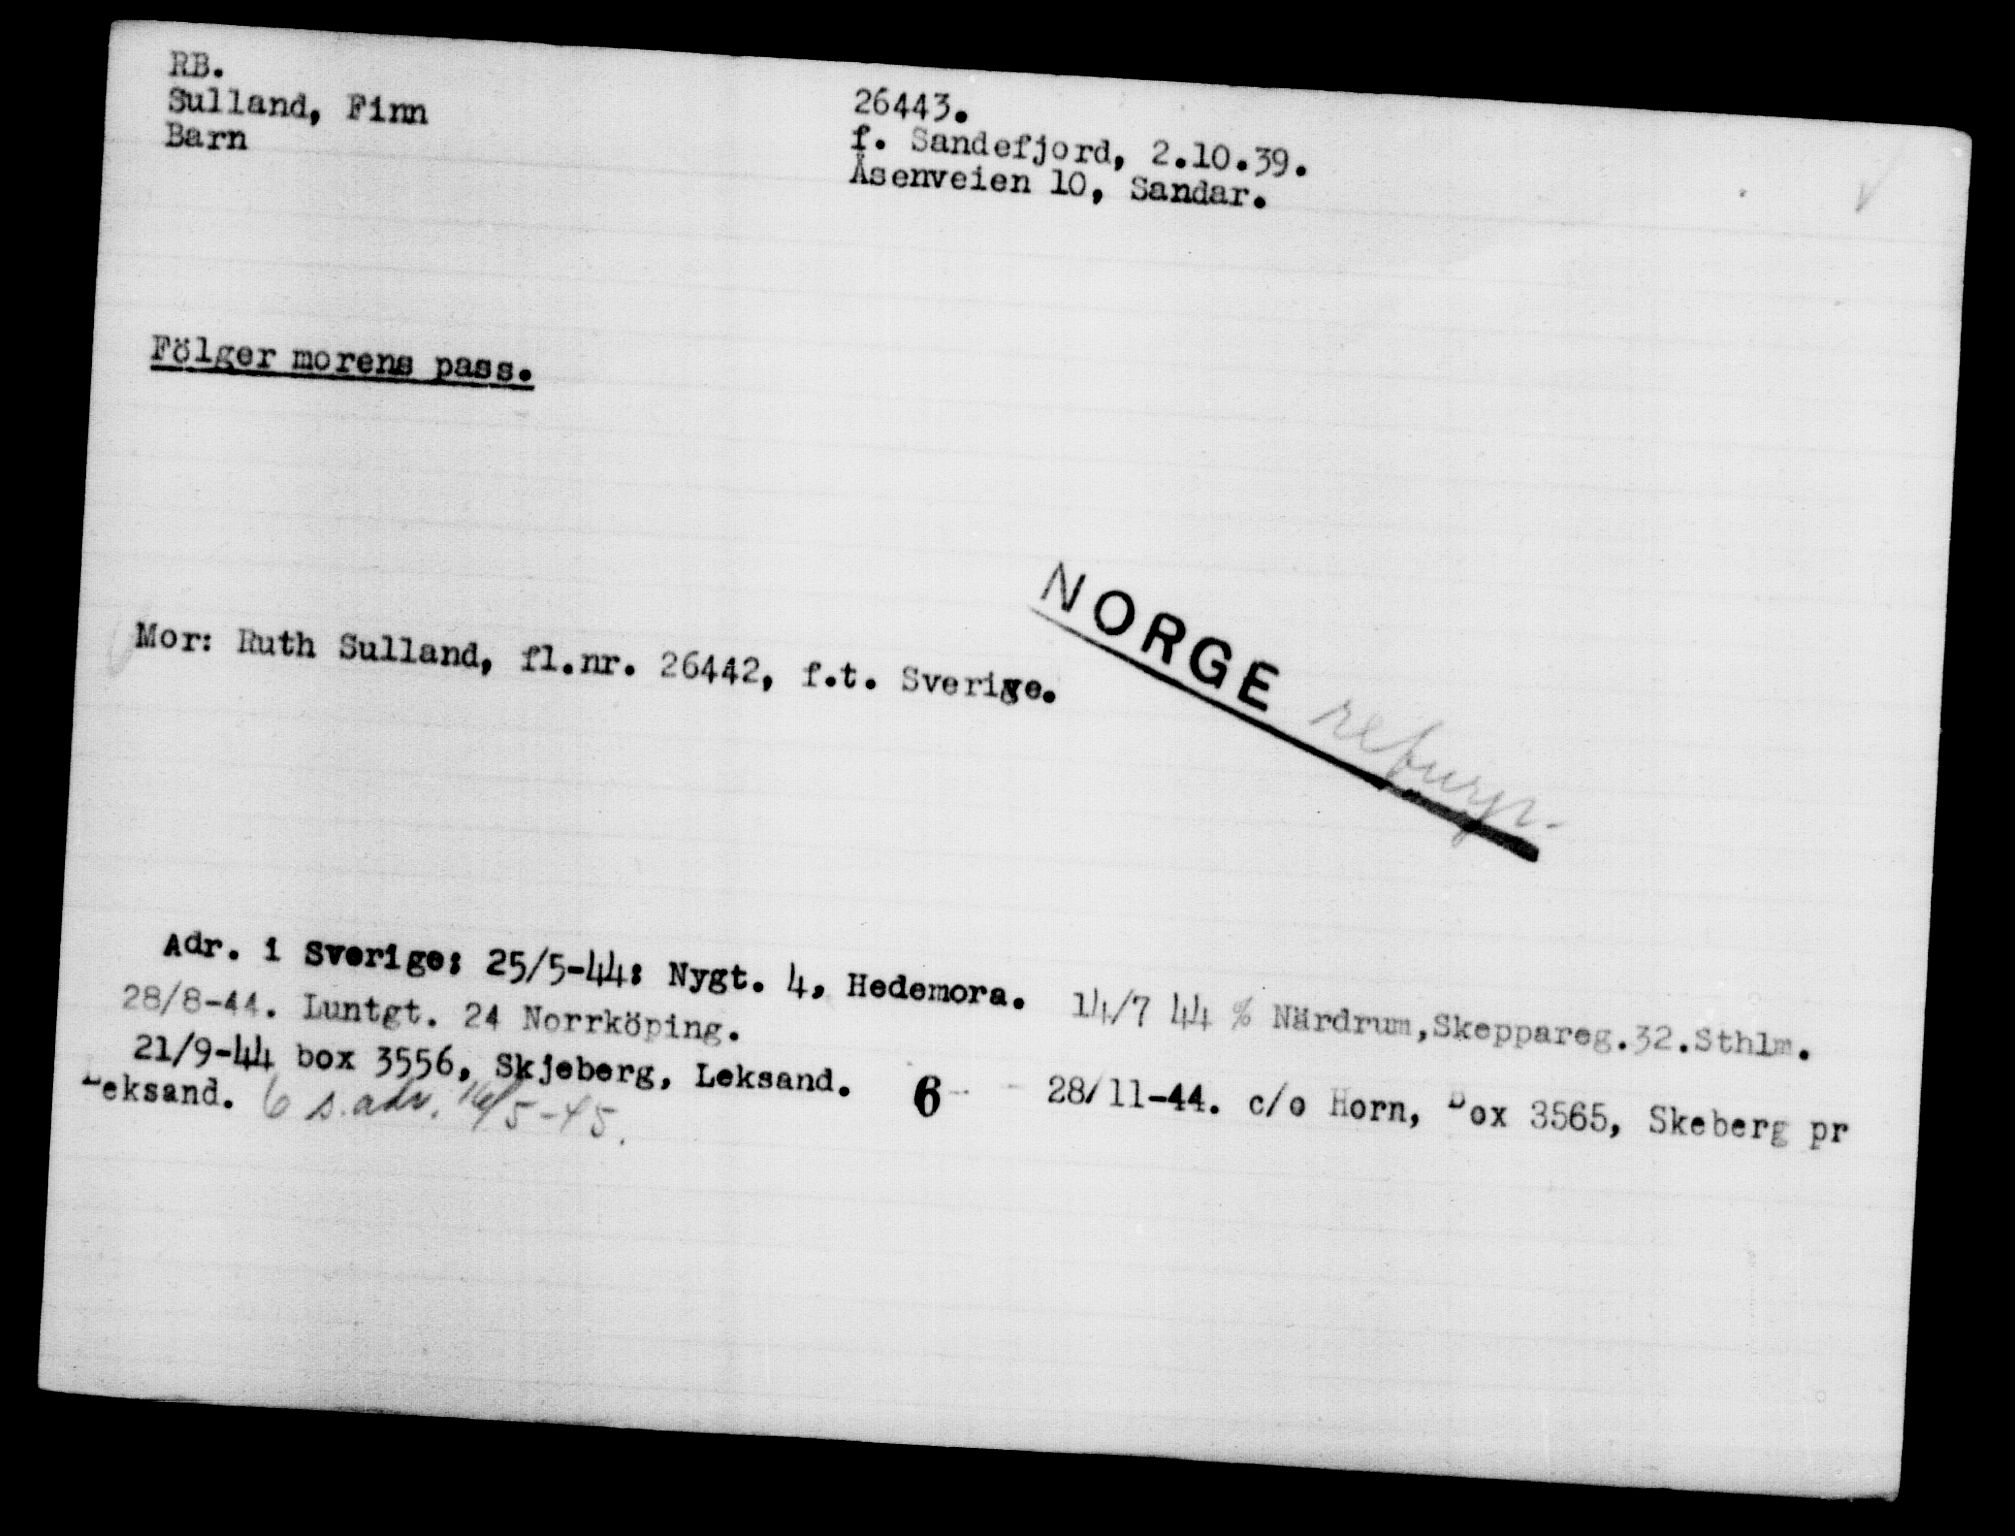 RB.
Sulland, Finn
Barn
26443.
f. Sandefjord, 2.10.39.
Åsenveien 10, Sandar.
Fölger morens pass.
Mor: Ruth Sulland, fl.nr. 26442, f.t. Sverige.
NORGE
Adr. i Sverige: 25/5-44: Nygt. 4, Hedemora. 14/7 44 % Närdrum,Skeppareg.32.Sthlm.
28/8-44. Luntgt. 24 Norrköping.
21/9-44 box 3556, Skjeberg, Leksand. 6 28/11-44. c/o Horn, Box 3565, Skeberg pr
Leksand. 6 s. adr. 16/5-45.